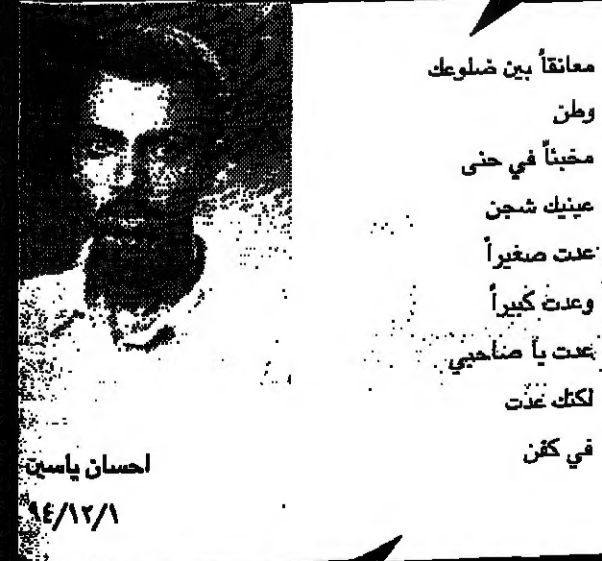 معانقاً بين ضلوعك
وطن
مخبئاً في حنى
عينيك شجن
عدت صغيراً
وعدت كبيراً
عدت يا صاحبي
لكنك عدت
في كفن
احسان ياسين
٩٤/١٢/١